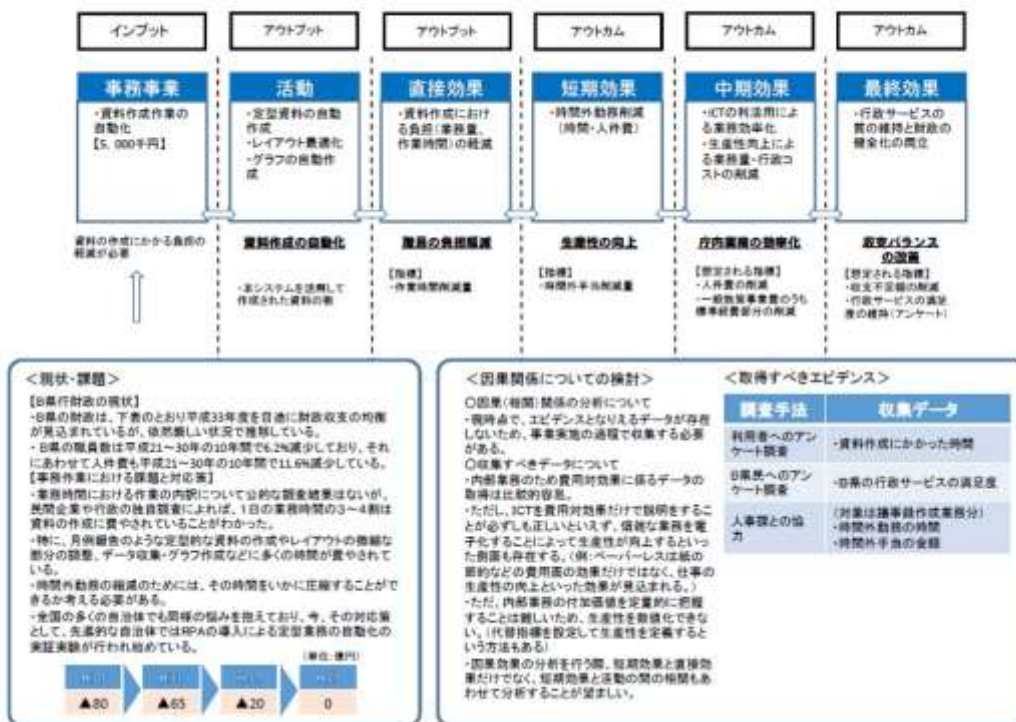 インプット
アウトプット
アウトプット
アウトカム
アウトカム
アウトカム
事務事業
・資料作成作業の
自動化
【5,000千円】
活動
・定型資料の自動
作成
・レイアウト最適化
・グラフの自動作
成
直接効果
・資料作成におけ
る負担(業務量、
作業時間)の軽減
短期効果
・時間外勤務削減
(時間・人件費)
中期効果
・ICTの利活用によ
る業務効率化
・生産性向上によ
る業務量・行政コ
ストの削減
最終効果
・行政サービスの
質の維持と財政の
健全化の両立
資料の作成にかかる負担の
軽減が必要
資料作成の自動化
・本システムを活用して
作成された資料の数
職員の負担軽減
【指標】
・作業時間削減量
生産性の向上
【指標】
・時間外手当削減量
庁内業務の効率化
【想定される指標】
・人件費の削減
・一般施策事業費のうち
標準経費部分の削減
収支バランス
の改善
【想定される指標】
・収支不足額の削減
・行政サービスの満足
度の維持(アンケート)
<現状・課題>
【B県行財政の現状】
・B県の財政は、下表のとおり平成33年度を目途に財政収支の均衡
が見込まれているが、依然厳しい状況で推移している。
・B県の職員数は平成21～30年の10年間で6.2%減少しており、それ
にあわせて人件費も平成21～30年の10年間で11.6%減少している。
【事務作業における課題と対応策】
・業務時間における作業の内訳について公的な調査結果はないが、
民間企業や行政の独自調査によれば、1日の業務時間の3～4割は
資料の作成に費やされていることがわかった。
・特に、月例報告のような定型的な資料の作成やレイアウトの微細な
部分の調整、データ収集・グラフ作成などに多くの時間が費やされて
いる。
・時間外勤務の縮減のためには、その時間をいかに圧縮することがで
きるか考える必要がある。
・全国の多くの自治体でも同様の悩みを抱えており、今、その対応策
として、先進的な自治体ではRPAの導入による定型業務の自動化の
実証実験が行われ始めている。
(単位:億円)
▲80
▲65
▲20
0
<因果関係についての検討>
〇因果(相関)関係の分析について
・現時点で、エビデンスとなりえるデータが存在
しないため、事業実施の過程で収集する必要
がある。
〇収集すべきデータについて
・内部業務のため費用対効果に係るデータの
取得は比較的容易。
・ただし、ICTを費用対効果だけで説明をするこ
とが必ずしも正しいといえず、煩雑な業務を電
子化することによって生産性が向上するといっ
た側面も存在する。(例:ペーパーレスは紙の
節約などの費用面の効果だけではなく、仕事の
生産性の向上といった効果が見込まれる。)
・ただ、内部業務の付加価値を定量的に把握
することは難しいため、生産性を数値化できな
い。(代替指標を設定して生産性を定義すると
いう方法もある)
・因果効果の分析を行う際、短期効果と直接効
果だけでなく、短期効果と活動の間の相関もあ
わせて分析することが望ましい。
<取得すべきエビデンス>
調査手法
収集データ
利用者へのアン
ケート調査
・資料作成にかかった時間
B県民へのアン
ケート調査
・B県の行政サービスの満足度
人事課との協
力
(対象は議事録作成業務分)
・時間外勤務の時間
・時間外手当の金額